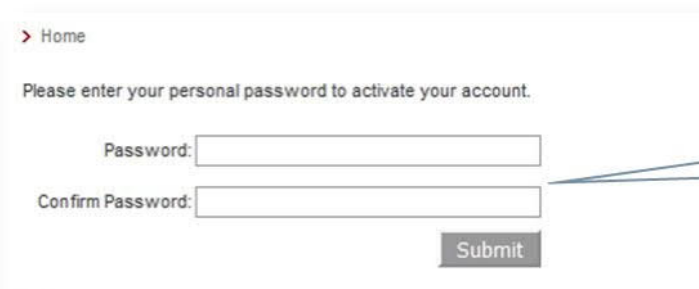 Home
Please enter your personal password to activate your account.
Password:
Confirm Password:
Submit